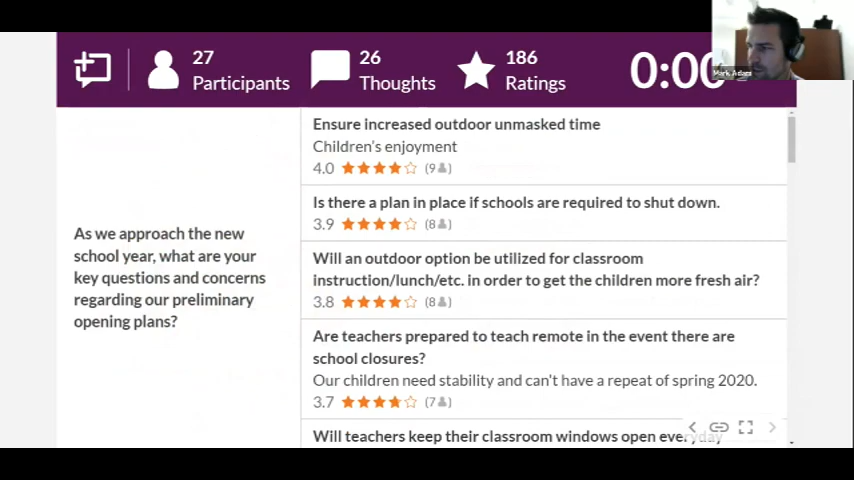 27
Participants
26
Thoughts
186
Ratings
0:00
Mark Adam
As we approach the new
school year, what are your
key questions and concerns
regarding our preliminary
opening plans?
Ensure increased outdoor unmasked time
Children's enjoyment
4.0 (9)
Is there a plan in place if schools are required to shut down.
3.9 (8)
Will an outdoor option be utilized for classroom
instruction/lunch/etc. in order to get the children more fresh air?
3.8 (8)
Are teachers prepared to teach remote in the event there are
school closures?
Our children need stability and can't have a repeat of spring 2020.
3.7 (7)
Will teachers keep their classroom windows open everyday